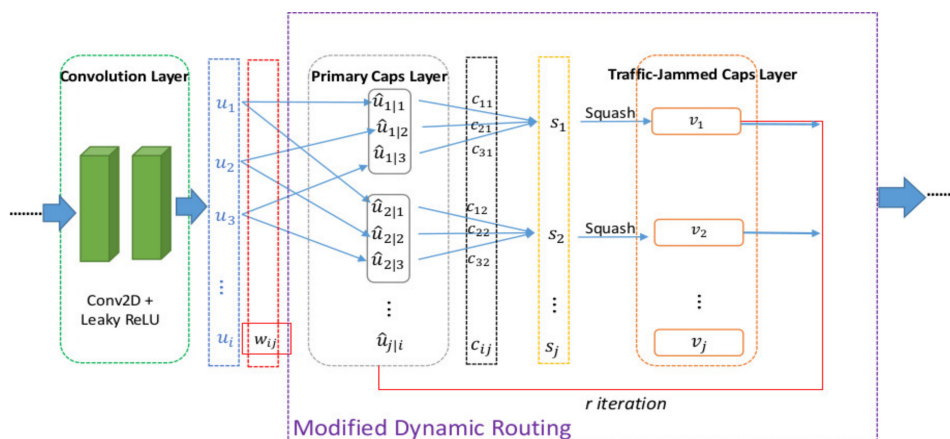 Convolution Layer
Primary Caps Layer
Traffic-Jammed Caps Layer
u₁
û₁|₁
c₁₁
s₁
Squash
v₁
û₁|₂
c₂₁
u₂
û₁|₃
c₃₁
u₃
û₂|₁
c₁₂
û₂|₂
c₂₂
s₂
Squash
v₂
û₂|₃
c₃₂
⋮
⋮
⋮
⋮
⋮
Conv2D +
Leaky ReLU
uᵢ
wᵢⱼ
ûⱼ|ᵢ
cᵢⱼ
sⱼ
vⱼ
r iteration
Modified Dynamic Routing